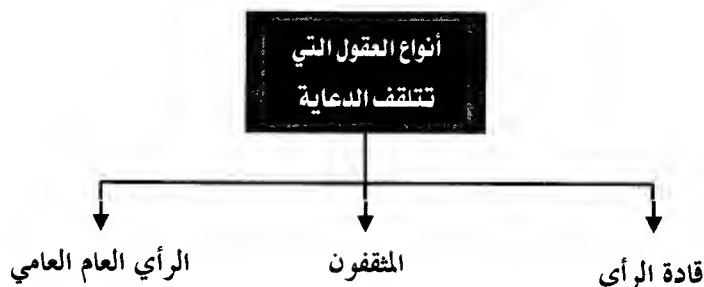 أنواع العقول التي
تتلقف الدعاية
قادة الرأي
المثقفون
الرأي العام العامي